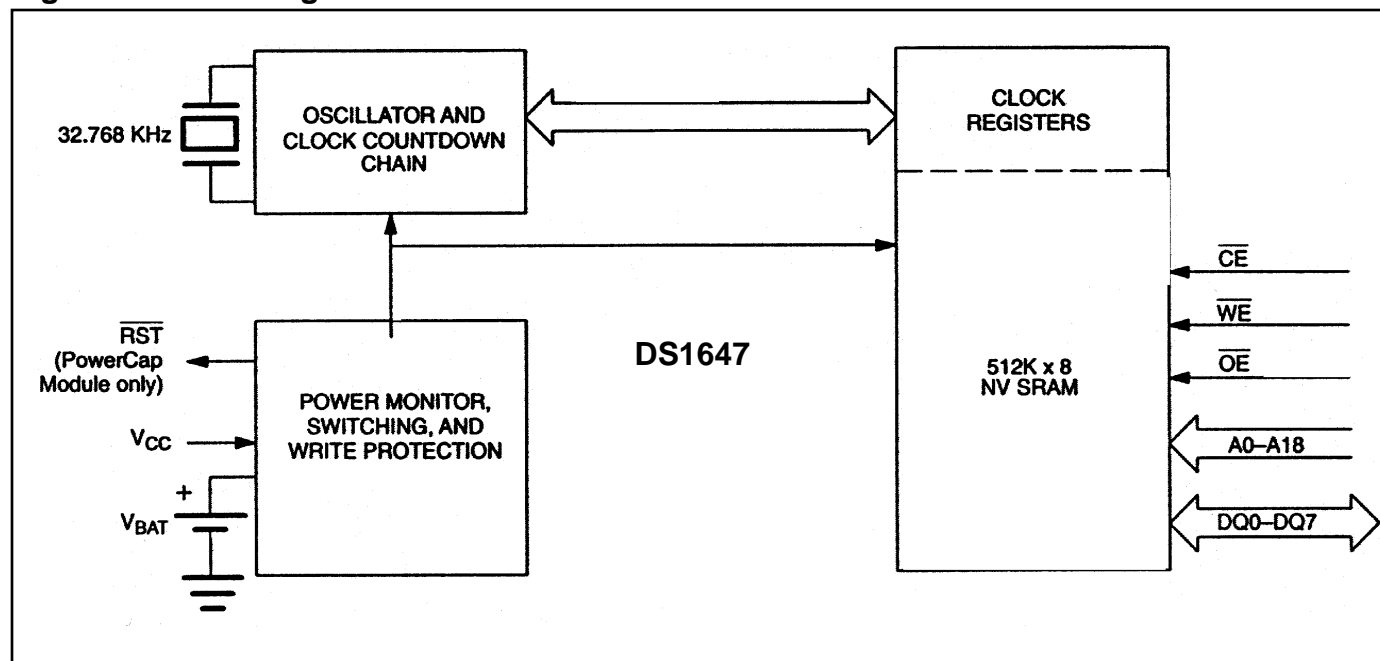 32.768 KHz
OSCILLATOR AND
CLOCK COUNTDOWN
CHAIN
CLOCK
REGISTERS
RST
(PowerCap
Module only)
VCC
+
VBAT
POWER MONITOR,
SWITCHING, AND
WRITE PROTECTION
DS1647
512K x 8
NV SRAM
CE
WE
OE
A0–A18
DQ0–DQ7